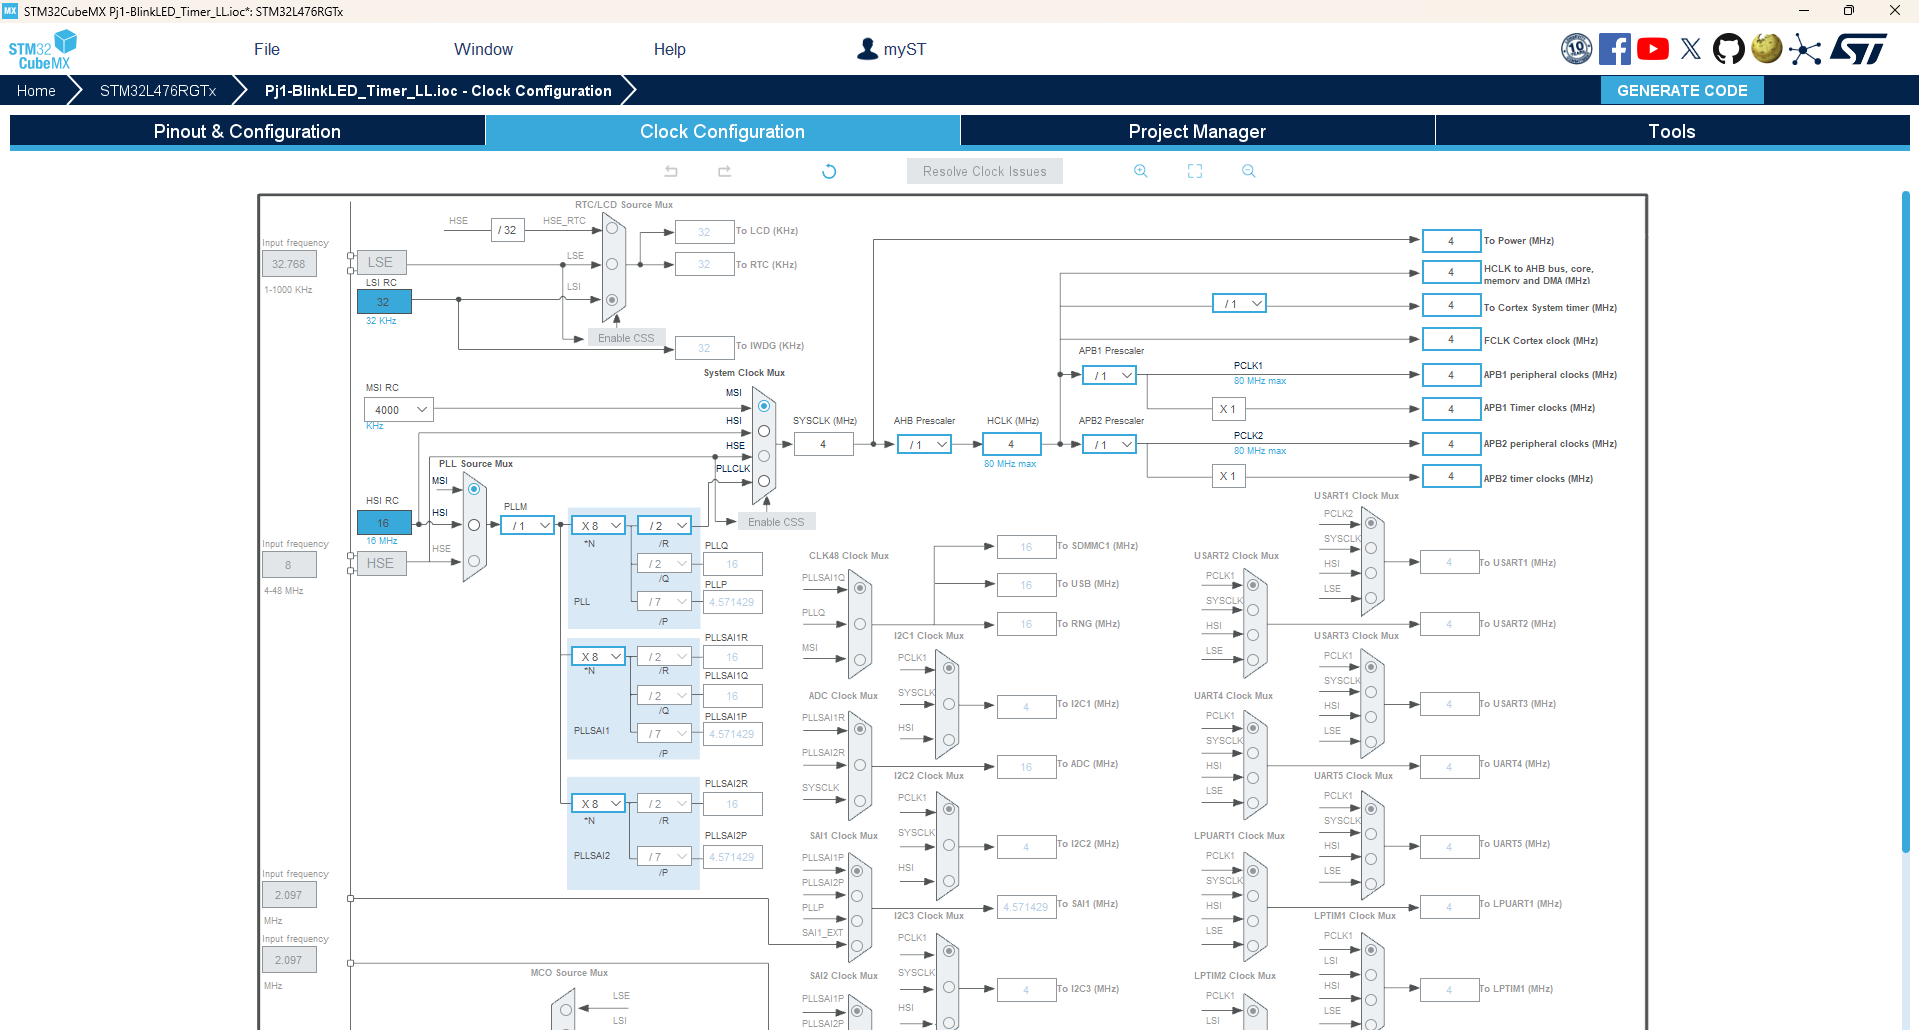 MX STM32CubeMX Pj1-BlinkLED_Timer_LL.ioc*: STM32L476RGTx
STM32 CubeMX
File Window Help myST
10
Home STM32L476RGTx Pj1-BlinkLED_Timer_LL.ioc - Clock Configuration GENERATE CODE
Pinout & Configuration Clock Configuration Project Manager Tools
Resolve Clock Issues
RTC/LCD Source Mux
HSE / 32 HSE_RTC 32 To LCD (KHz)
Input frequency
32.768
1-1000 KHz
LSE LSE 32 To RTC (KHz)
LSI RC
32
32 KHz
LSI
Enable CSS
32 To IWDG (KHz)
4 To Power (MHz)
4 HCLK to AHB bus, core,
memory and DMA (MHz)
/ 1 4 To Cortex System timer (MHz)
4 FCLK Cortex clock (MHz)
APB1 Prescaler
/ 1 PCLK1
80 MHz max
4 APB1 peripheral clocks (MHz)
X 1 4 APB1 Timer clocks (MHz)
System Clock Mux
MSI
HSI
HSE
PLLCLK
Enable CSS
MSI RC
4000
KHz
SYSCLK (MHz)
4
AHB Prescaler
/ 1
HCLK (MHz)
4
80 MHz max
APB2 Prescaler
/ 1 PCLK2
80 MHz max
4 APB2 peripheral clocks (MHz)
X 1 4 APB2 timer clocks (MHz)
PLL Source Mux
MSI
HSI
HSE
HSI RC
16
16 MHz
Input frequency
8
4-48 MHz
HSE
PLLM
/ 1
X 8
*N
/ 2
/R
PLLQ
/ 2 16
/Q
PLLP
/ 7 4.571429
/P
PLL
PLLSAI1R
X 8
*N
/ 2 16
/R
PLLSAI1Q
/ 2 16
/Q
PLLSAI1P
/ 7 4.571429
/P
PLLSAI1
PLLSAI2R
X 8
*N
/ 2 16
/R
PLLSAI2P
/ 7 4.571429
/P
PLLSAI2
Input frequency
2.097
MHz
Input frequency
2.097
MHz
MCO Source Mux
LSE
LSI
CLK48 Clock Mux
PLLSAI1Q
PLLQ
MSI
16 To SDMMC1 (MHz)
16 To USB (MHz)
16 To RNG (MHz)
ADC Clock Mux
PLLSAI1R
PLLSAI2R
SYSCLK
16 To ADC (MHz)
SAI1 Clock Mux
PLLSAI1P
PLLSAI2P
PLLP
SAI1_EXT
4.571429 To SAI1 (MHz)
SAI2 Clock Mux
PLLSAI1P
PLLSAI2P
I2C1 Clock Mux
PCLK1
SYSCLK
HSI
4 To I2C1 (MHz)
I2C2 Clock Mux
PCLK1
SYSCLK
HSI
4 To I2C2 (MHz)
I2C3 Clock Mux
PCLK1
SYSCLK
HSI
4 To I2C3 (MHz)
USART1 Clock Mux
PCLK2
SYSCLK
HSI
LSE
4 To USART1 (MHz)
USART2 Clock Mux
PCLK1
SYSCLK
HSI
LSE
4 To USART2 (MHz)
USART3 Clock Mux
PCLK1
SYSCLK
HSI
LSE
4 To USART3 (MHz)
UART4 Clock Mux
PCLK1
SYSCLK
HSI
LSE
4 To UART4 (MHz)
UART5 Clock Mux
PCLK1
SYSCLK
HSI
LSE
4 To UART5 (MHz)
LPUART1 Clock Mux
PCLK1
SYSCLK
HSI
LSE
4 To LPUART1 (MHz)
LPTIM1 Clock Mux
PCLK1
LSI
HSI
LSE
4 To LPTIM1 (MHz)
LPTIM2 Clock Mux
PCLK1
LSI